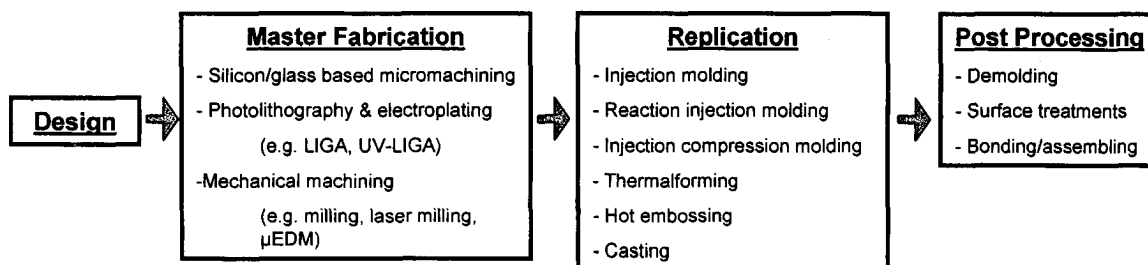 Design
Master Fabrication
- Silicon/glass based micromachining
- Photolithography & electroplating
(e.g. LIGA, UV-LIGA)
-Mechanical machining
(e.g. milling, laser milling,
µEDM)
Replication
- Injection molding
- Reaction injection molding
- Injection compression molding
- Thermalforming
- Hot embossing
- Casting
Post Processing
- Demolding
- Surface treatments
- Bonding/assembling